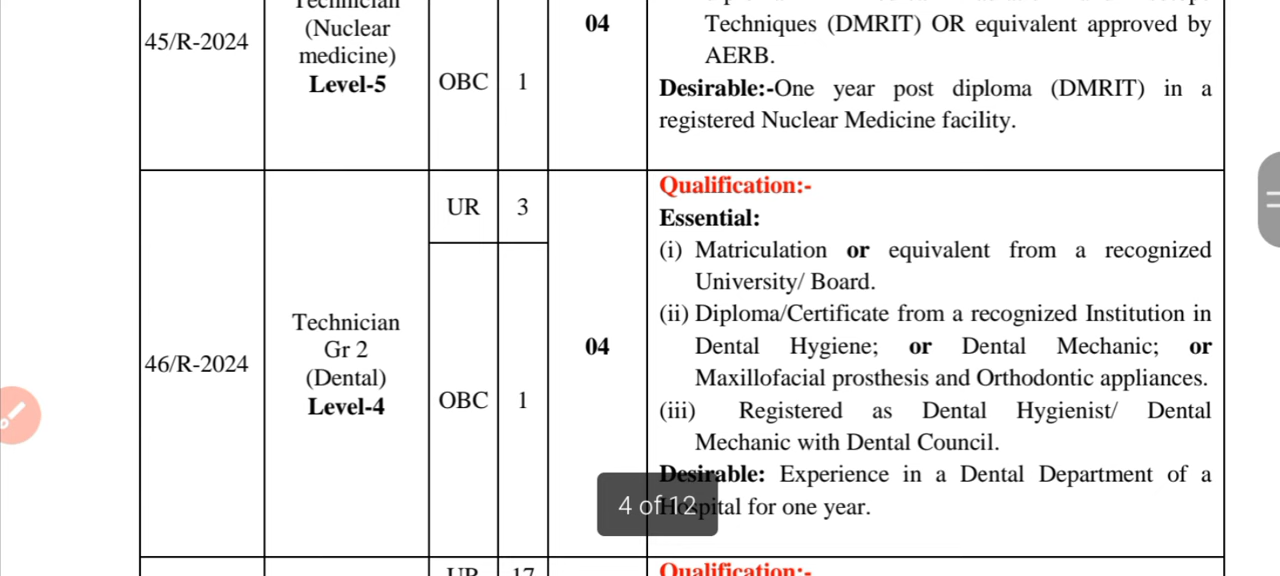 Technician
(Nuclear
medicine)
Level-5
45/R-2024
OBC 1
04
Techniques (DMRIT) OR equivalent approved by
AERB.
Desirable:-One year post diploma (DMRIT) in a
registered Nuclear Medicine facility.
46/R-2024
Technician
Gr 2
(Dental)
Level-4
UR 3
OBC 1
04
Qualification:-
Essential:
(i) Matriculation or equivalent from a recognized
University/ Board.
(ii) Diploma/Certificate from a recognized Institution in
Dental Hygiene; or Dental Mechanic; or
Maxillofacial prosthesis and Orthodontic appliances.
(iii) Registered as Dental Hygienist/ Dental
Mechanic with Dental Council.
Desirable: Experience in a Dental Department of a
Hospital for one year.
4 of 12
UR 17
Qualification:-